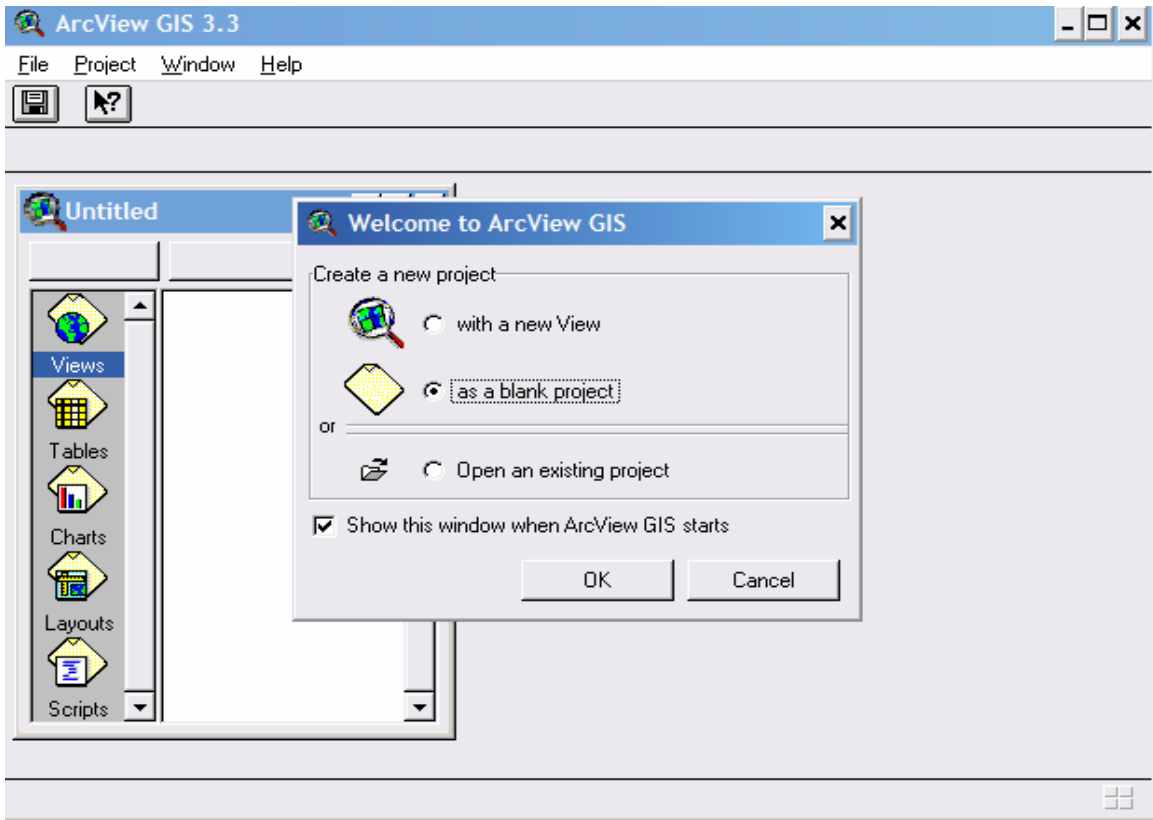 ArcView GIS 3.3
File Project Window Help
Untitled
Views
Tables
Charts
Layouts
Scripts
Welcome to ArcView GIS
Create a new project
with a new View
as a blank project
or
Open an existing project
Show this window when ArcView GIS starts
OK Cancel